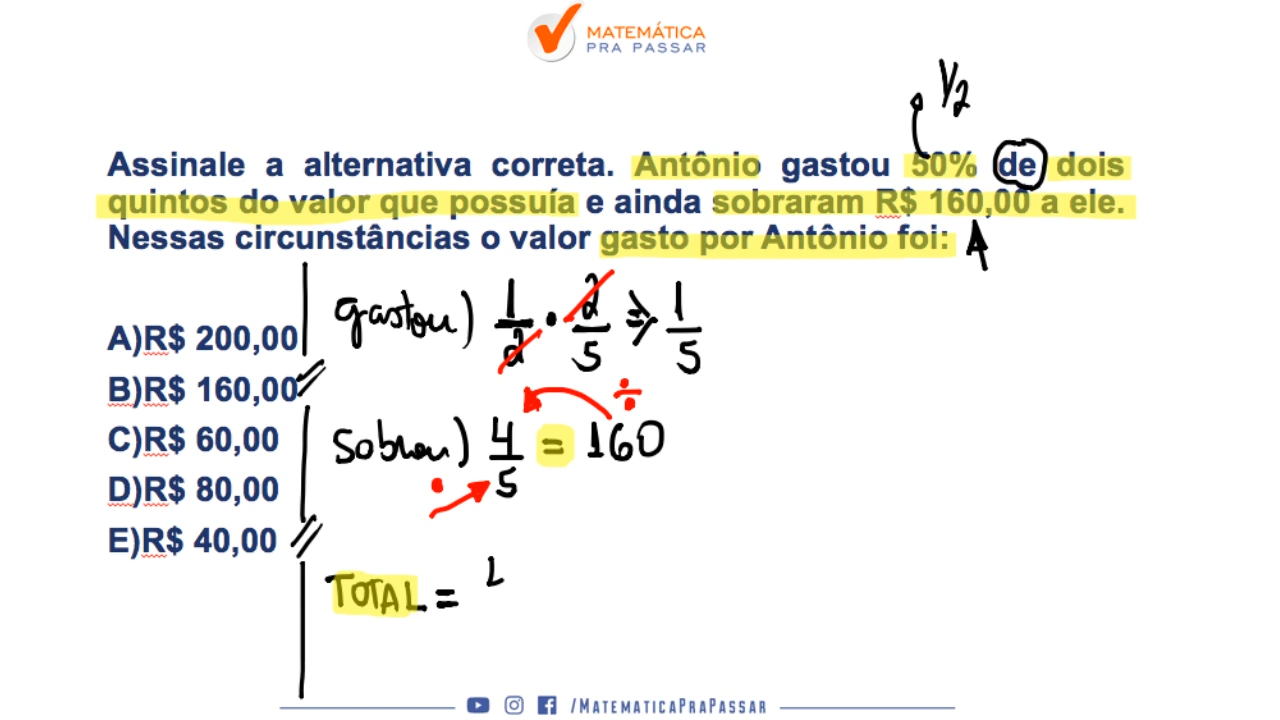 MATEMÁTICA
PRA PASSAR
1/2
Assinale a alternativa correta. Antônio gastou 50% de dois
quintos do valor que possuía e ainda sobraram R$ 160,00 a ele.
Nessas circunstâncias o valor gasto por Antônio foi:
A)R$ 200,00
B)R$ 160,00
C)R$ 60,00
D)R$ 80,00
E)R$ 40,00
gastou) 1/2 · 2/5 ⇒ 1/5
÷
sobrou) 4/5 = 160
·
TOTAL =
/MATEMATICAPRAPASSAR